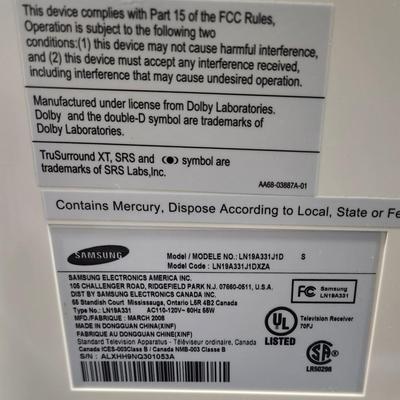 This device complies with Part 15 of the FCC Rules,
Operation is subject to the following two
conditions:(1) this device may not cause harmful interference,
and (2) this device must accept any interference received,
including interference that may cause undesired operation.
Manufactured under license from Dolby Laboratories.
Dolby and the double-D symbol are trademarks of
Dolby Laboratories.
TruSurround XT, SRS and symbol are
trademarks of SRS Labs,Inc.
AA68-03887A-01
Contains Mercury, Dispose According to Local, State or Fe
SAMSUNG
Model / MODELE NO.: LN19A331J1D S
Model Code : LN19A331J1DXZA
SAMSUNG ELECTRONICS AMERICA INC.
105 CHALLENGER ROAD, RIDGEFIELD PARK N.J. 07660-0511, U.S.A.
DIST BY SAMSUNG ELECTRONICS CANADA INC.
55 Standish Court Mississauga, Ontario L5R 4B2 Canada
Type No.: LN19A331 AC110-120V~ 60Hz 55W
MFD./FABRIQUE : MARCH 2008
MADE IN DONGGUAN CHINA(XINF)
FABRIQUE AU DONGGUAN CHINE(XINF)
Standard Television Apparatus - Téléviseur ordinaire, Canada
Canada ICES-003Class B / Canada NMB-003 Classe B
S/N : ALXHH9NQ301053A
FC Samsung
LN19A331
UL
LISTED
Television Receiver
70FJ
LR50298